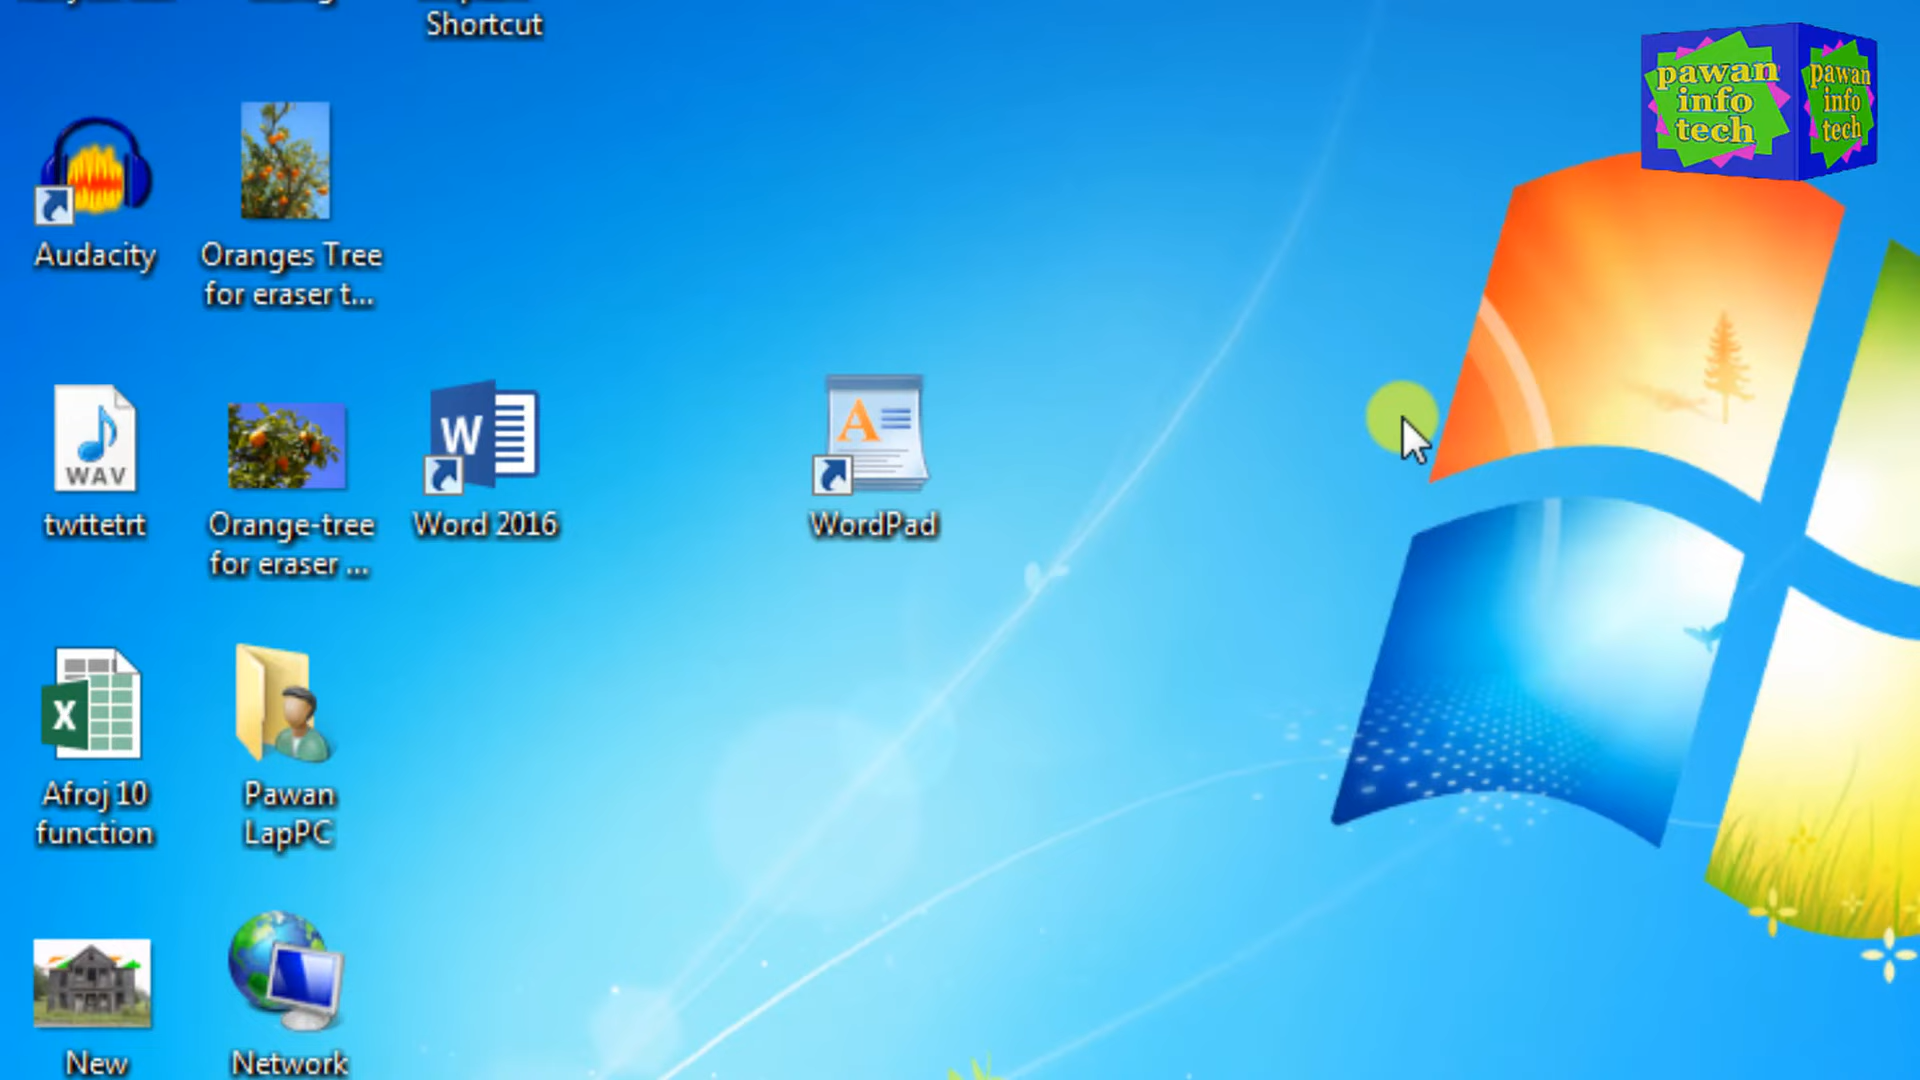 Shortcut
pawan
info
tech
pawan
info
tech
Audacity
Oranges Tree
for eraser t...
WAV
twttetrt
Orange-tree
for eraser ...
W
Word 2016
A
WordPad
X
Afroj 10
function
Pawan
LapPC
New
Network